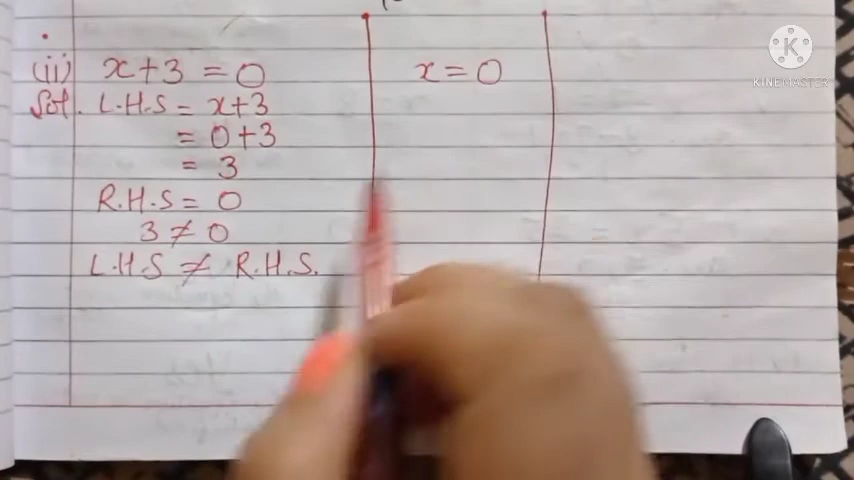 (ii) x+3 = 0 x = 0
Sol. L.H.S = x+3
= 0+3
= 3
R.H.S = 0
3 ≠ 0
L.H.S ≠ R.H.S.
KINEMASTER